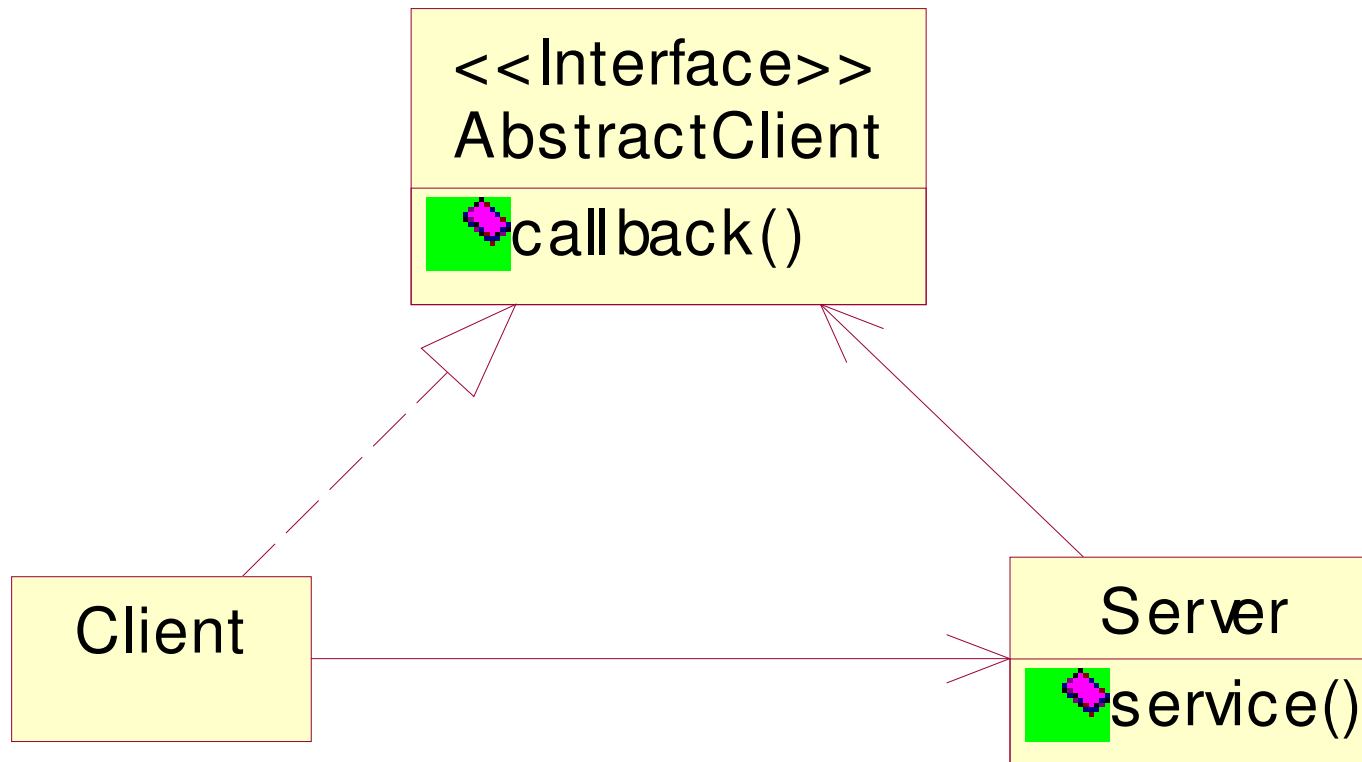 <<Interface>>
AbstractClient
callback()
Client
Server
service()